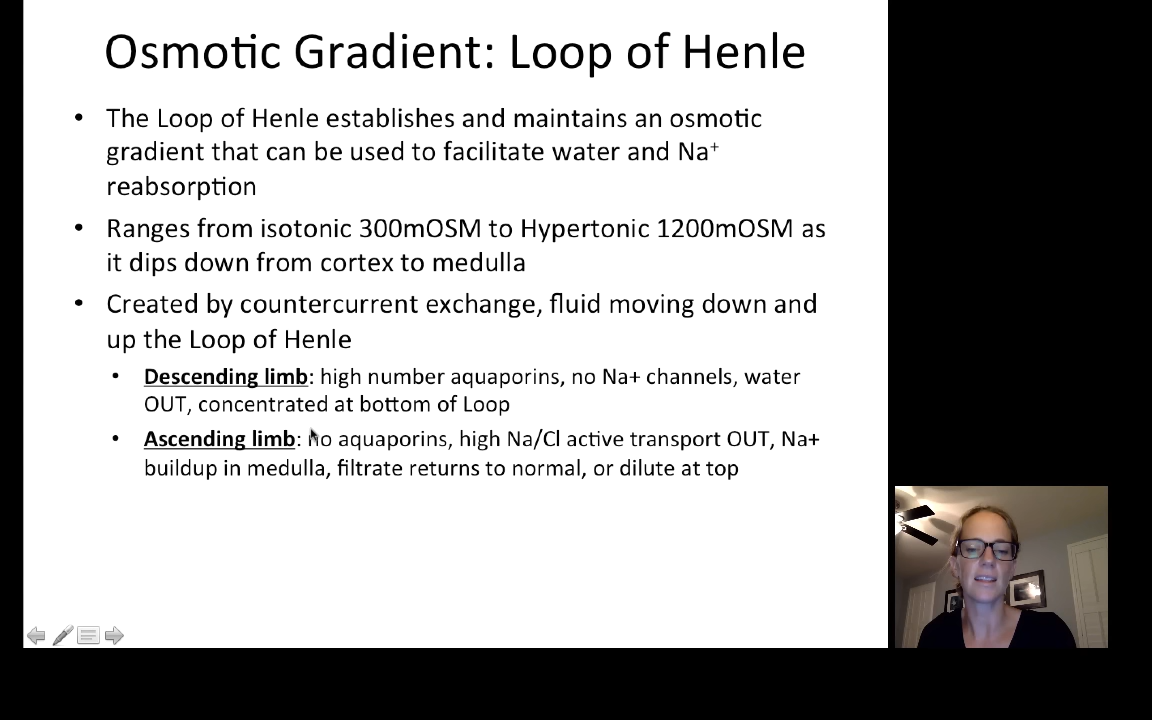 Osmotic Gradient: Loop of Henle
• The Loop of Henle establishes and maintains an osmotic
gradient that can be used to facilitate water and Na⁺
reabsorption
• Ranges from isotonic 300mOSM to Hypertonic 1200mOSM as
it dips down from cortex to medulla
• Created by countercurrent exchange, fluid moving down and
up the Loop of Henle
• Descending limb: high number aquaporins, no Na+ channels, water
OUT, concentrated at bottom of Loop
• Ascending limb: no aquaporins, high Na/Cl active transport OUT, Na+
buildup in medulla, filtrate returns to normal, or dilute at top